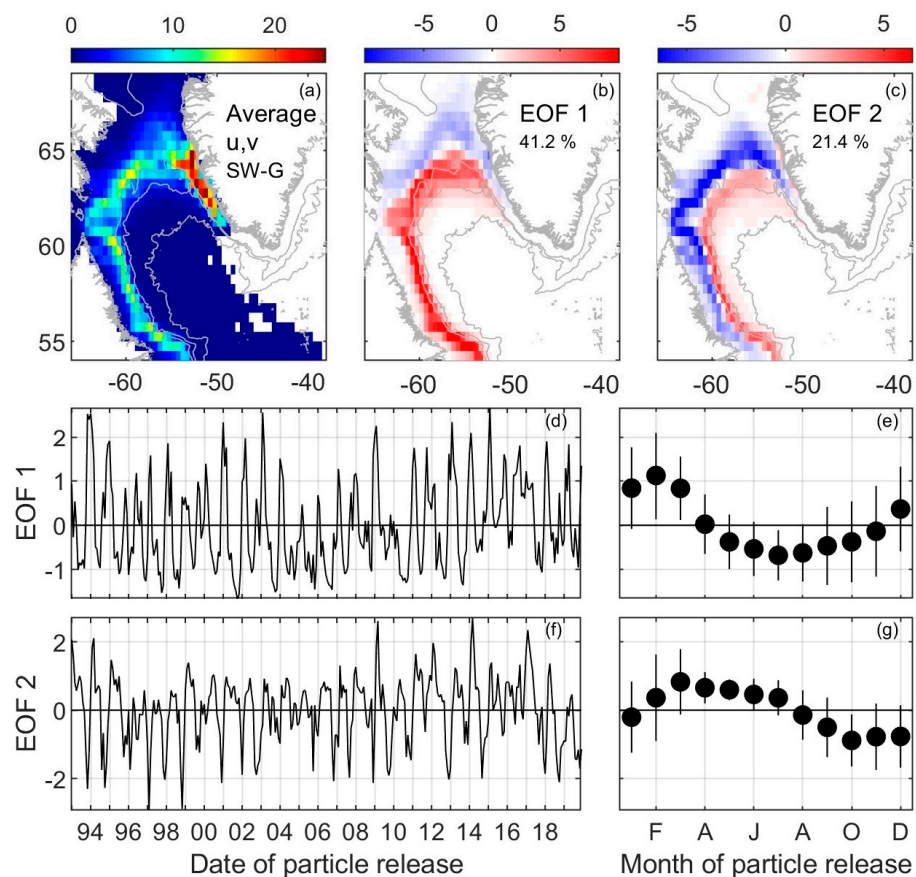 0 10 20 -5 0 5 -5 0 5
(a) (b) (c)
Average EOF 1 EOF 2
u,v 41.2 % 21.4 %
SW-G
65
60
55
-60 -50 -40 -60 -50 -40 -60 -50 -40
(d) (e)
2
1
0
-1
EOF 1
(f) (g)
2
0
-2
EOF 2
94 96 98 00 02 04 06 08 10 12 14 16 18 F A J A O D
Date of particle release Month of particle release